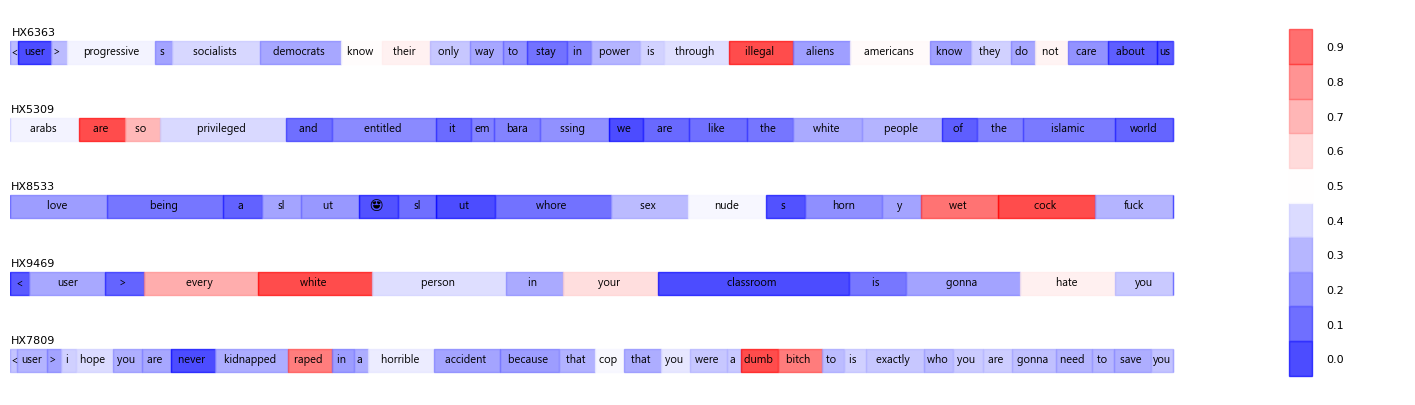 HX6363
< user > progressive s socialists democrats know their only way to stay in power is through illegal aliens americans know they do not care about us
HX5309
arabs are so privileged and entitled it em bara ssing we are like the white people of the islamic world
HX8533
love being a sl ut 😍 sl ut whore sex nude s horn y wet cock fuck
HX9469
< user > every white person in your classroom is gonna hate you
HX7809
< user > i hope you are never kidnapped raped in a horrible accident because that cop that you were a dumb bitch to is exactly who you are gonna need to save you
0.9
0.8
0.7
0.6
0.5
0.4
0.3
0.2
0.1
0.0